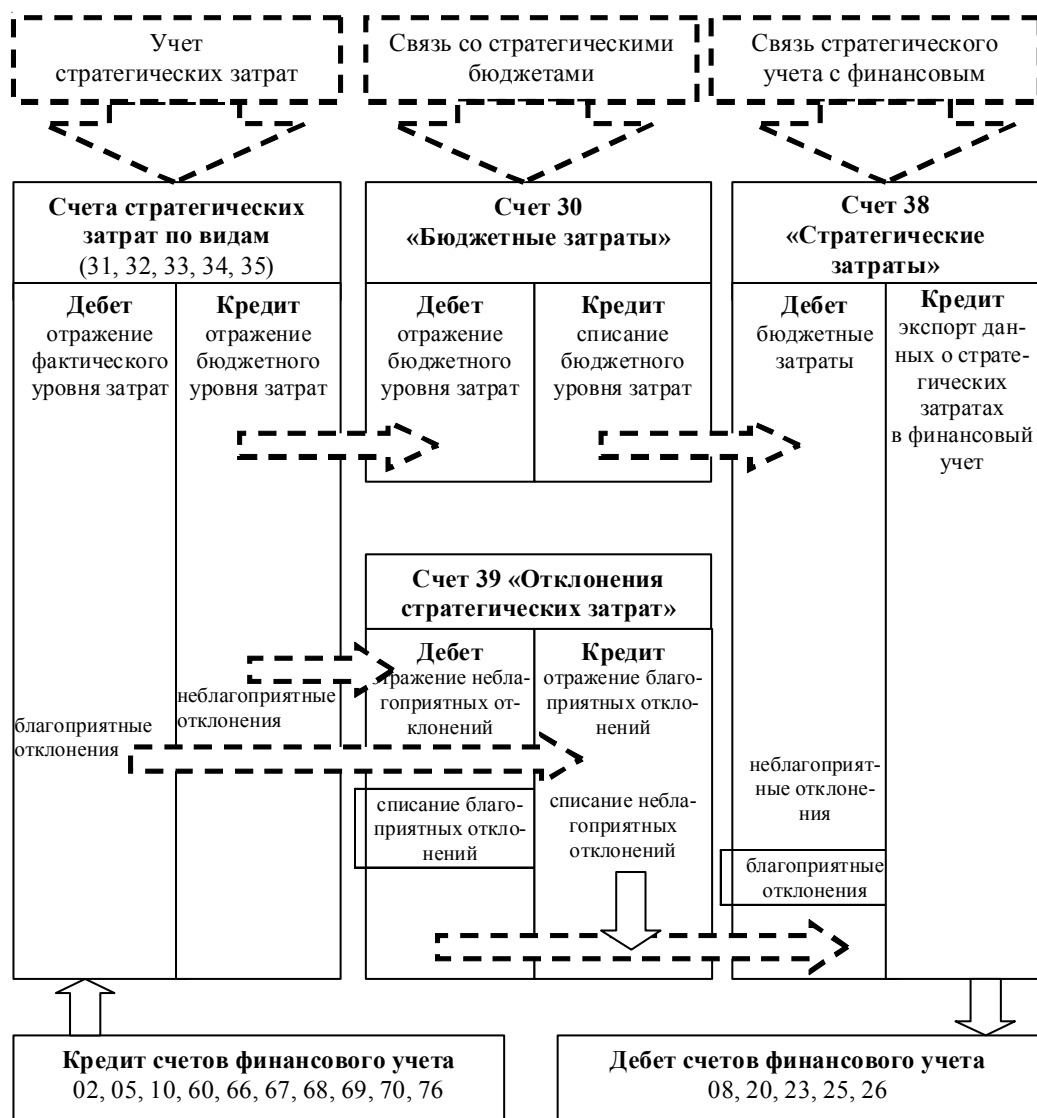 Учет
стратегических затрат
Связь со стратегическими
бюджетами
Связь стратегического
учета с финансовым
Счета стратегических
затрат по видам
(31, 32, 33, 34, 35)
Дебет
отражение
фактического
уровня затрат
Кредит
отражение
бюджетного
уровня затрат
благоприятные
отклонения
неблагоприятные
отклонения
Счет 30
«Бюджетные затраты»
Дебет
отражение
бюджетного
уровня затрат
Кредит
списание
бюджетного
уровня затрат
Счет 39 «Отклонения
стратегических затрат»
Дебет
отражение небла-
гоприятных от-
клонений
списание благо-
приятных откло-
нений
Кредит
отражение благо-
приятных откло-
нений
списание небла-
гоприятных
отклонений
Счет 38
«Стратегические
затраты»
Дебет
бюджетные
затраты
неблагоприят-
ные отклоне-
ния
благоприятные
отклонения
Кредит
экспорт дан-
ных о страте-
гических
затратах
в финансовый
учет
Кредит счетов финансового учета
02, 05, 10, 60, 66, 67, 68, 69, 70, 76
Дебет счетов финансового учета
08, 20, 23, 25, 26